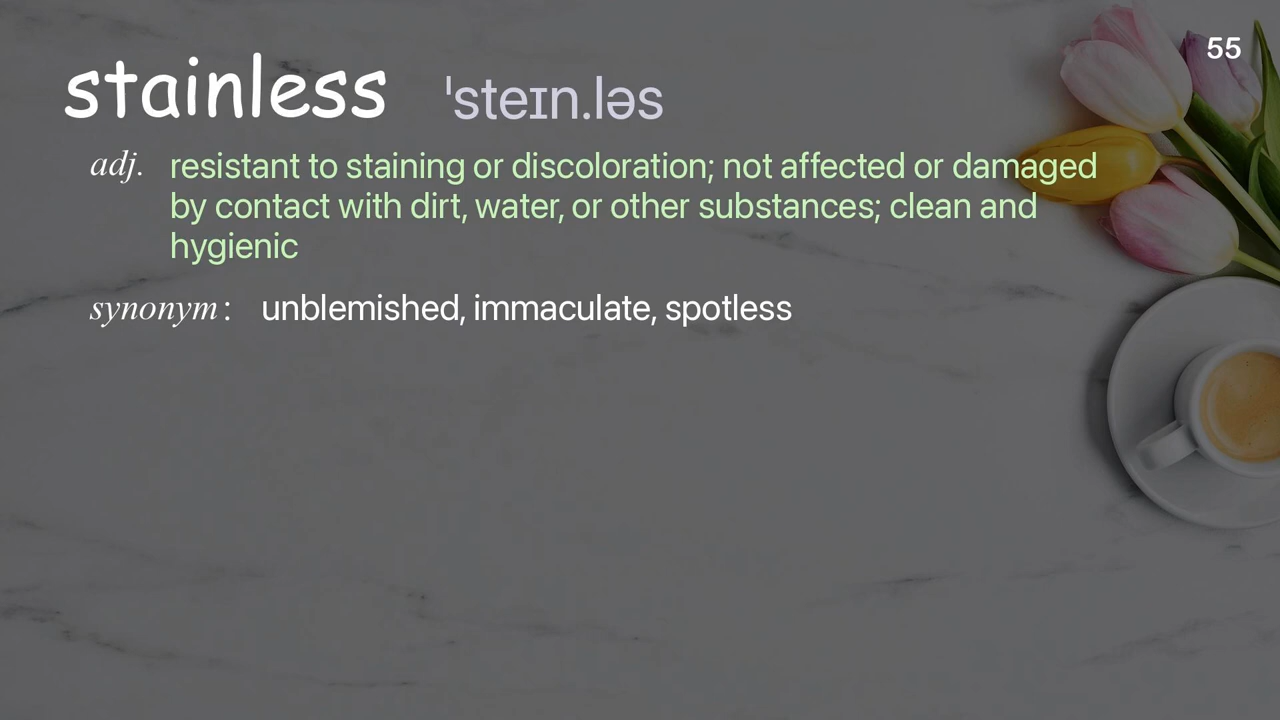 55
stainless ˈsteɪn.ləs
adj. resistant to staining or discoloration; not affected or damaged
by contact with dirt, water, or other substances; clean and
hygienic
synonym: unblemished, immaculate, spotless